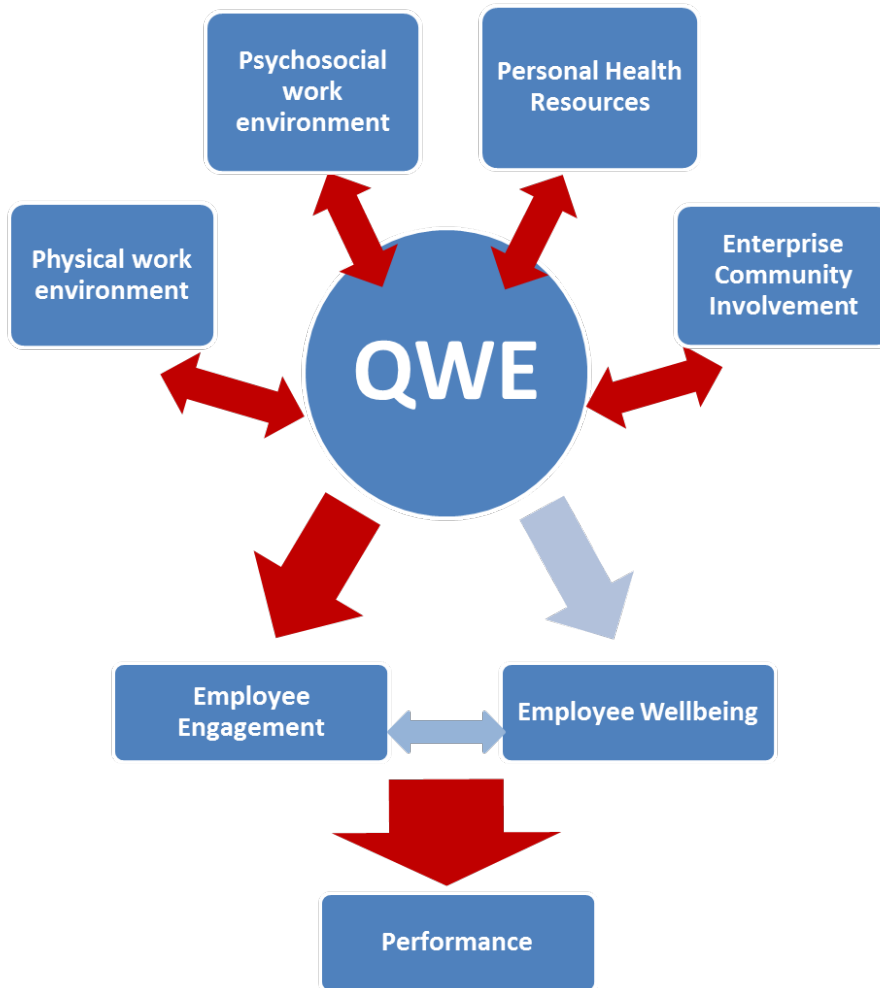 Psychosocial
work
environment
Personal Health
Resources
Physical work
environment
Enterprise
Community
Involvement
QWE
Employee
Engagement
Employee Wellbeing
Performance